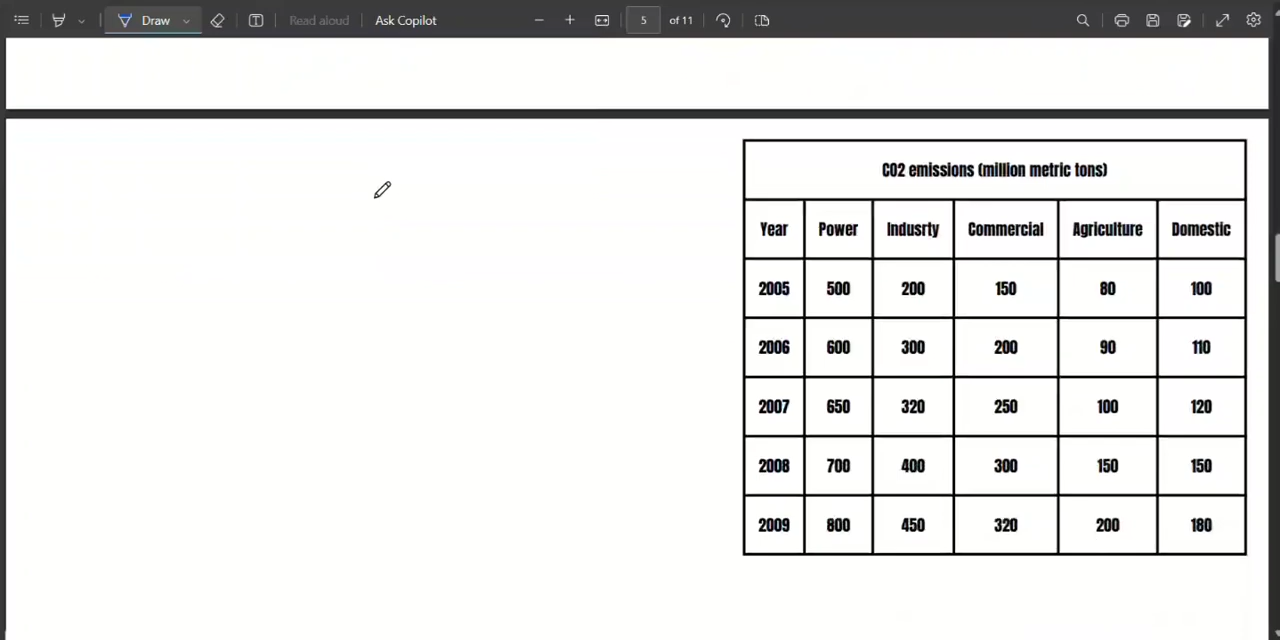 Draw Read aloud Ask Copilot 5 of 11
CO2 emissions (million metric tons)
Year Power Indusrty Commercial Agriculture Domestic
2005 500 200 150 80 100
2006 600 300 200 90 110
2007 650 320 250 100 120
2008 700 400 300 150 150
2009 800 450 320 200 180